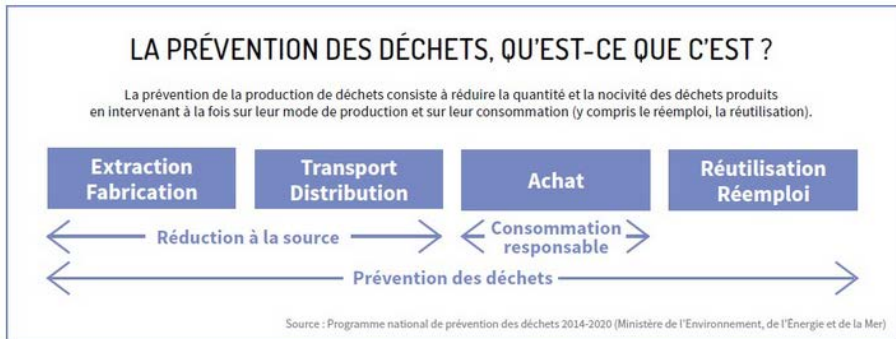 LA PRÉVENTION DES DÉCHETS, QU'EST-CE QUE C'EST ?
La prévention de la production de déchets consiste à réduire la quantité et la nocivité des déchets produits
en intervenant à la fois sur leur mode de production et sur leur consommation (y compris le réemploi, la réutilisation).
Extraction
Fabrication
Transport
Distribution
Achat
Réutilisation
Réemploi
Réduction à la source
Consommation
responsable
Prévention des déchets
Source : Programme national de prévention des déchets 2014-2020 (Ministère de l'Environnement, de l'Énergie et de la Mer)